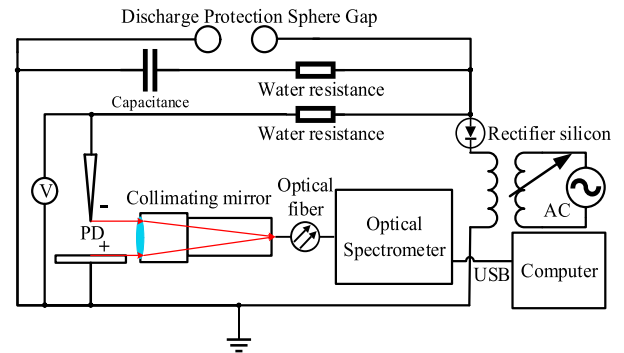 Discharge Protection Sphere Gap
Capacitance
Water resistance
Water resistance
Rectifier silicon
V
-
PD
+
Collimating mirror
Optical
fiber
Optical
Spectrometer
AC
USB
Computer